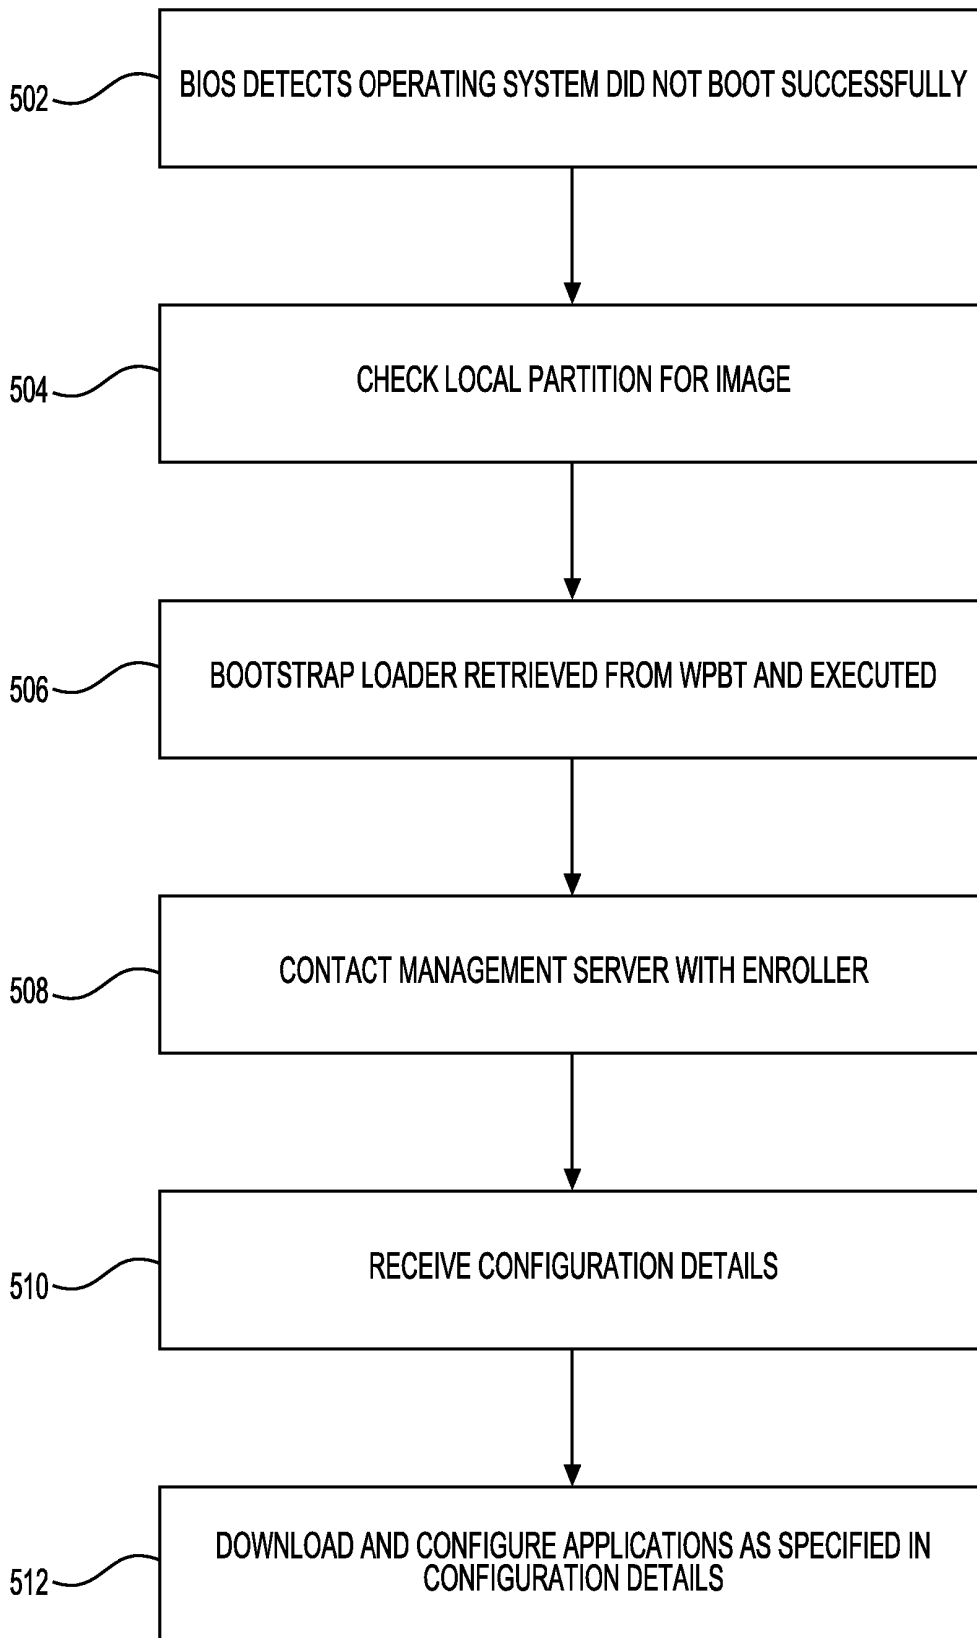 502
BIOS DETECTS OPERATING SYSTEM DID NOT BOOT SUCCESSFULLY
504
CHECK LOCAL PARTITION FOR IMAGE
506
BOOTSTRAP LOADER RETRIEVED FROM WPBT AND EXECUTED
508
CONTACT MANAGEMENT SERVER WITH ENROLLER
510
RECEIVE CONFIGURATION DETAILS
512
DOWNLOAD AND CONFIGURE APPLICATIONS AS SPECIFIED IN
CONFIGURATION DETAILS